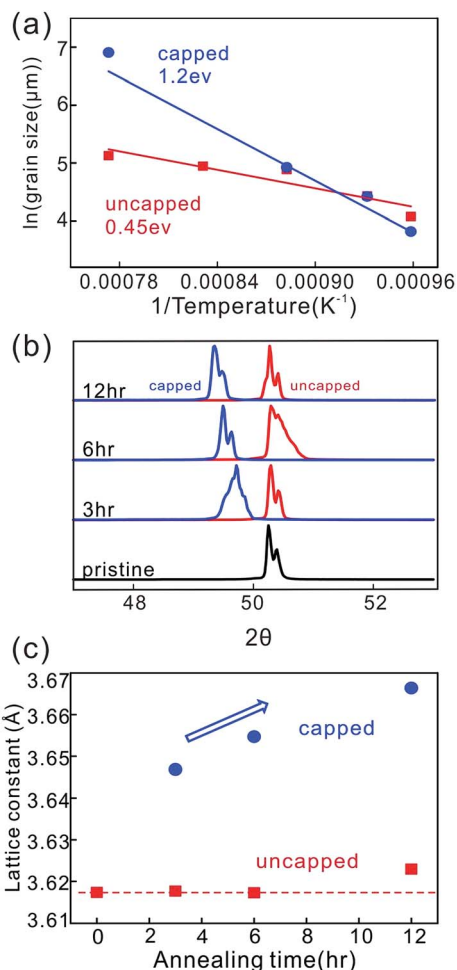 (a)
ln(grain size(μm))
7
6
5
4
capped
1.2ev
uncapped
0.45ev
0.00078 0.00084 0.00090 0.00096
1/Temperature(K⁻¹)
(b)
12hr
capped
uncapped
6hr
3hr
pristine
48 50 52
2θ
(c)
Lattice constant (Å)
3.67
3.66
3.65
3.64
3.63
3.62
3.61
capped
uncapped
0 2 4 6 8 10 12
Annealing time(hr)